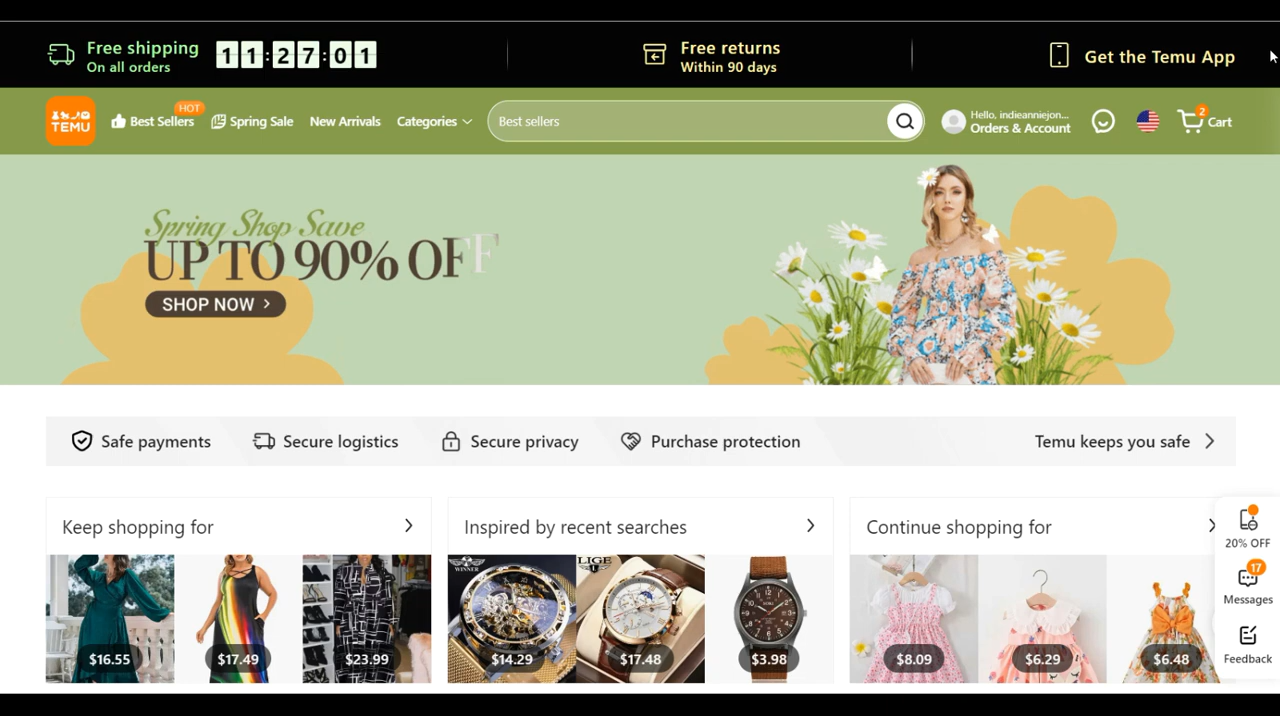 Free shipping
On all orders
11:27:01
Free returns
Within 90 days
Get the Temu App
TEMU
Best Sellers
HOT
Spring Sale
New Arrivals
Categories
Best sellers
Hello, indieanniejon...
Orders & Account
2
Cart
Spring Shop Save
UP TO 90% OFF
SHOP NOW >
Safe payments
Secure logistics
Secure privacy
Purchase protection
Temu keeps you safe
Keep shopping for
Inspired by recent searches
Continue shopping for
WINNER
LIGE
$16.55
$17.49
$23.99
$14.29
$17.48
$3.98
$8.09
$6.29
$6.48
20% OFF
17
Messages
Feedback